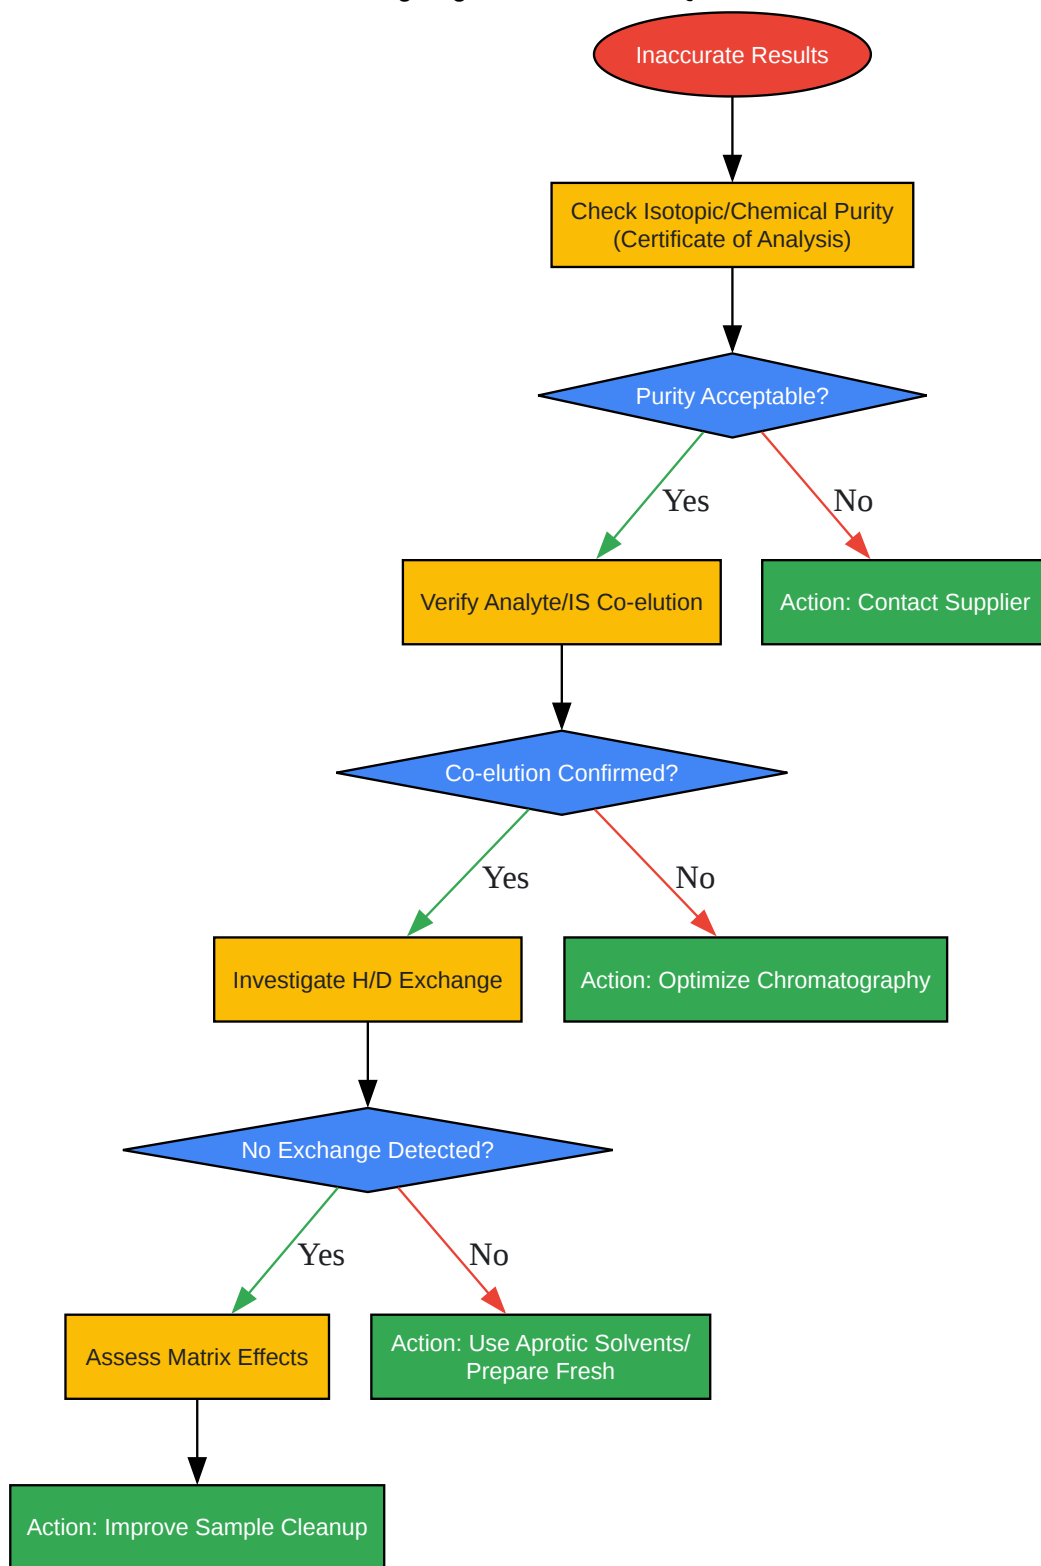 Inaccurate Results
Check Isotopic/Chemical Purity
(Certificate of Analysis)
Purity Acceptable?
Yes
No
Verify Analyte/IS Co-elution
Action: Contact Supplier
Co-elution Confirmed?
Yes
No
Investigate H/D Exchange
Action: Optimize Chromatography
No Exchange Detected?
Yes
No
Assess Matrix Effects
Action: Use Aprotic Solvents/
Prepare Fresh
Action: Improve Sample Cleanup